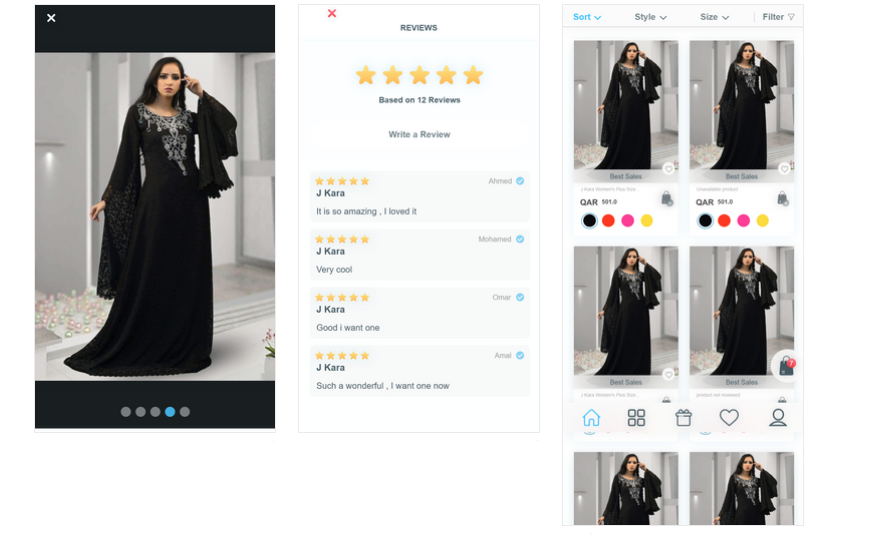 REVIEWS
Based on 12 Reviews
Write a Review
Ahmed
J Kara
It is so amazing , I loved it
Mohamed
J Kara
Very cool
Omar
J Kara
Good i want one
Amal
J Kara
Such a wonderful , I want one now
Sort Style Size Filter
Best Sales Best Sales
J Kara Women's Plus Size.. Unavailable product
QAR 501.0 QAR 501.0
Best Sales Best Sales
7
J Kara Women's Plus Size.. product not reviewed